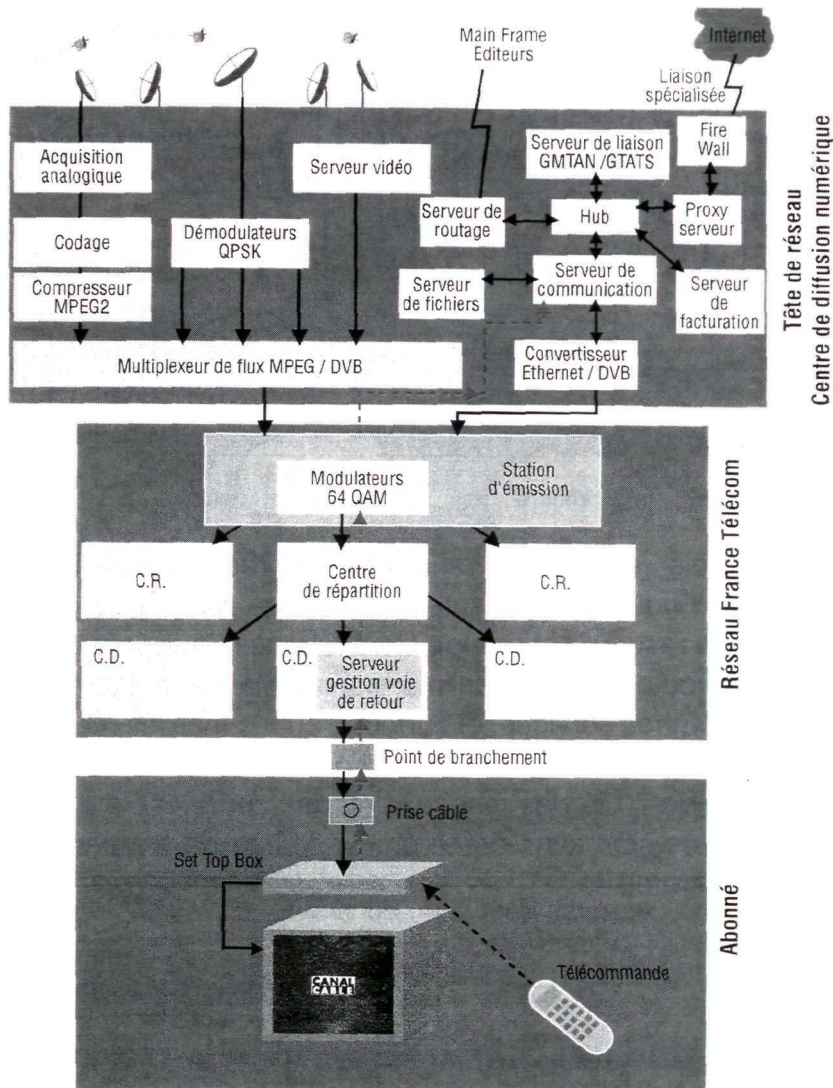 Main Frame
Editeurs
Internet
Liaison
spécialisée
Acquisition
analogique
Serveur vidéo
Serveur de liaison
GMTAN /GTATS
Fire
Wall
Codage
Démodulateurs
QPSK
Serveur de
routage
Hub
Proxy
serveur
Compresseur
MPEG2
Serveur
de fichiers
Serveur de
communication
Serveur
de
facturation
Multiplexeur de flux MPEG / DVB
Convertisseur
Ethernet / DVB
Tête de réseau
Centre de diffusion numérique
Modulateurs
64 QAM
Station
d'émission
C.R.
Centre
de répartition
C.R.
C.D.
C.D.
Serveur
gestion voie
de retour
C.D.
Réseau France Télécom
Point de branchement
Prise câble
Set Top Box
CANAL
CABLE
Télécommande
Abonné